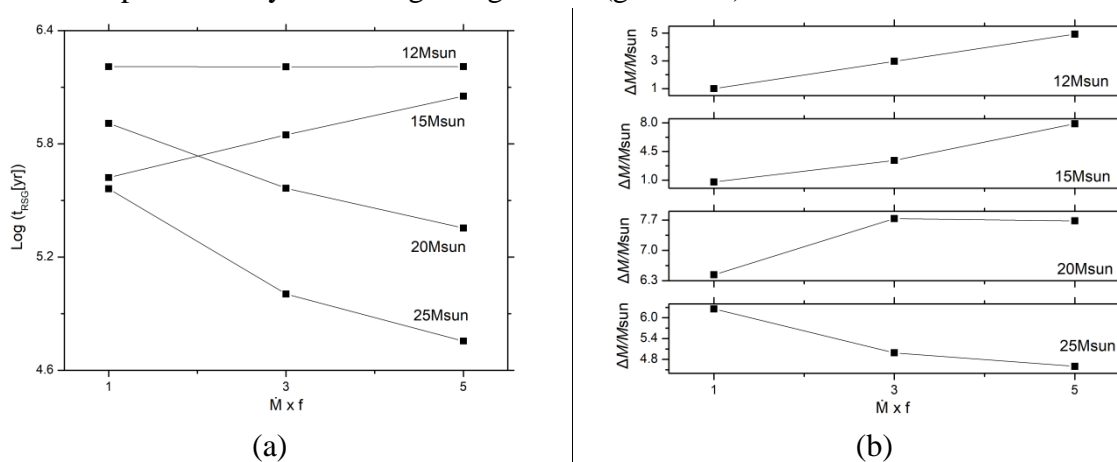 6.4
5.8
5.2
4.6
Log (t_RSG[yr])
12Msun
15Msun
20Msun
25Msun
1
3
5
Ṁ x f
(a)
5
3
1
ΔM/Msun
12Msun
8.0
4.5
1.0
ΔM/Msun
15Msun
7.7
7.0
6.3
ΔM/Msun
20Msun
6.0
5.4
4.8
ΔM/Msun
25Msun
1
3
5
Ṁ x f
(b)